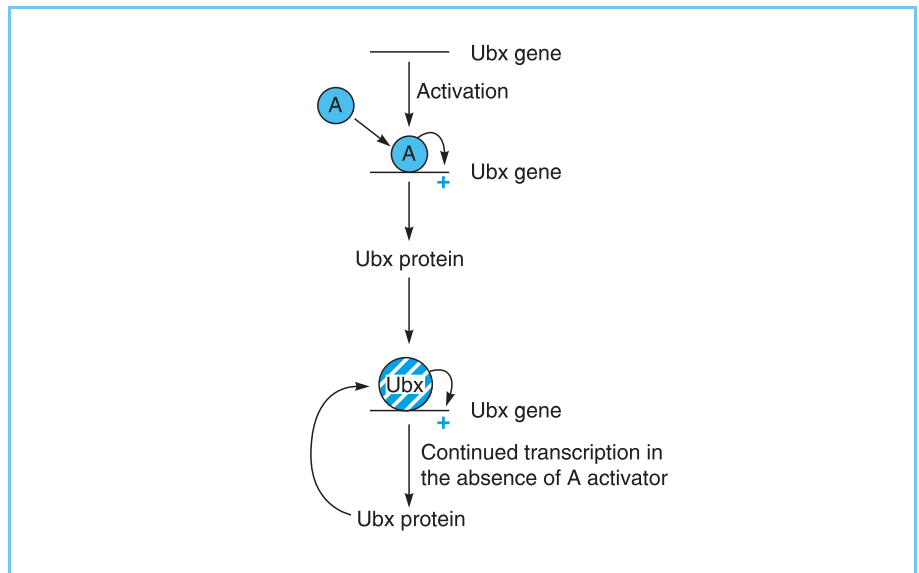 Ubx gene
Activation
A
A
Ubx gene
+
Ubx protein
Ubx
Ubx gene
+
Continued transcription in
the absence of A activator
Ubx protein